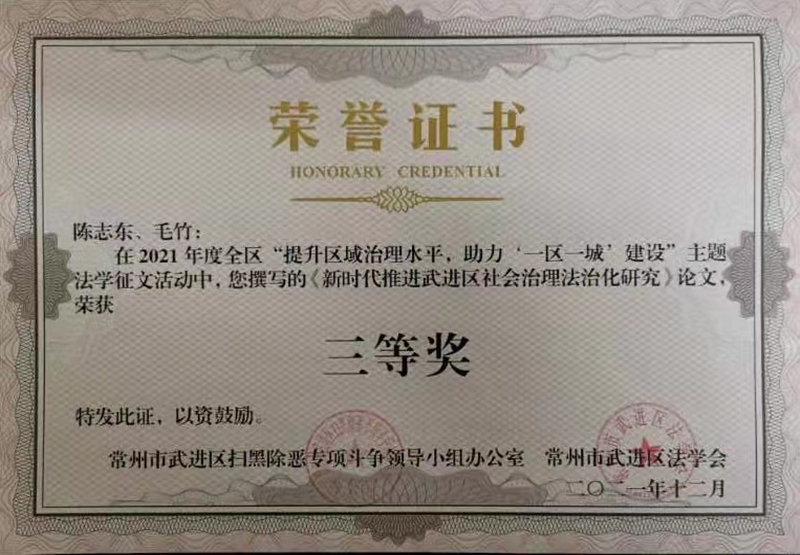 荣誉证书
HONORARY CREDENTIAL
陈志东、毛竹：
在2021年度全区“提升区域治理水平，助力‘一区一城’建设”主题
法学征文活动中，您撰写的《新时代推进武进区社会治理法治化研究》论文，
荣获
三等奖
特发此证，以资鼓励。
常州市武进区扫黑除恶专项斗争领导小组办公室 常州市武进区法学会
二〇二一年十二月